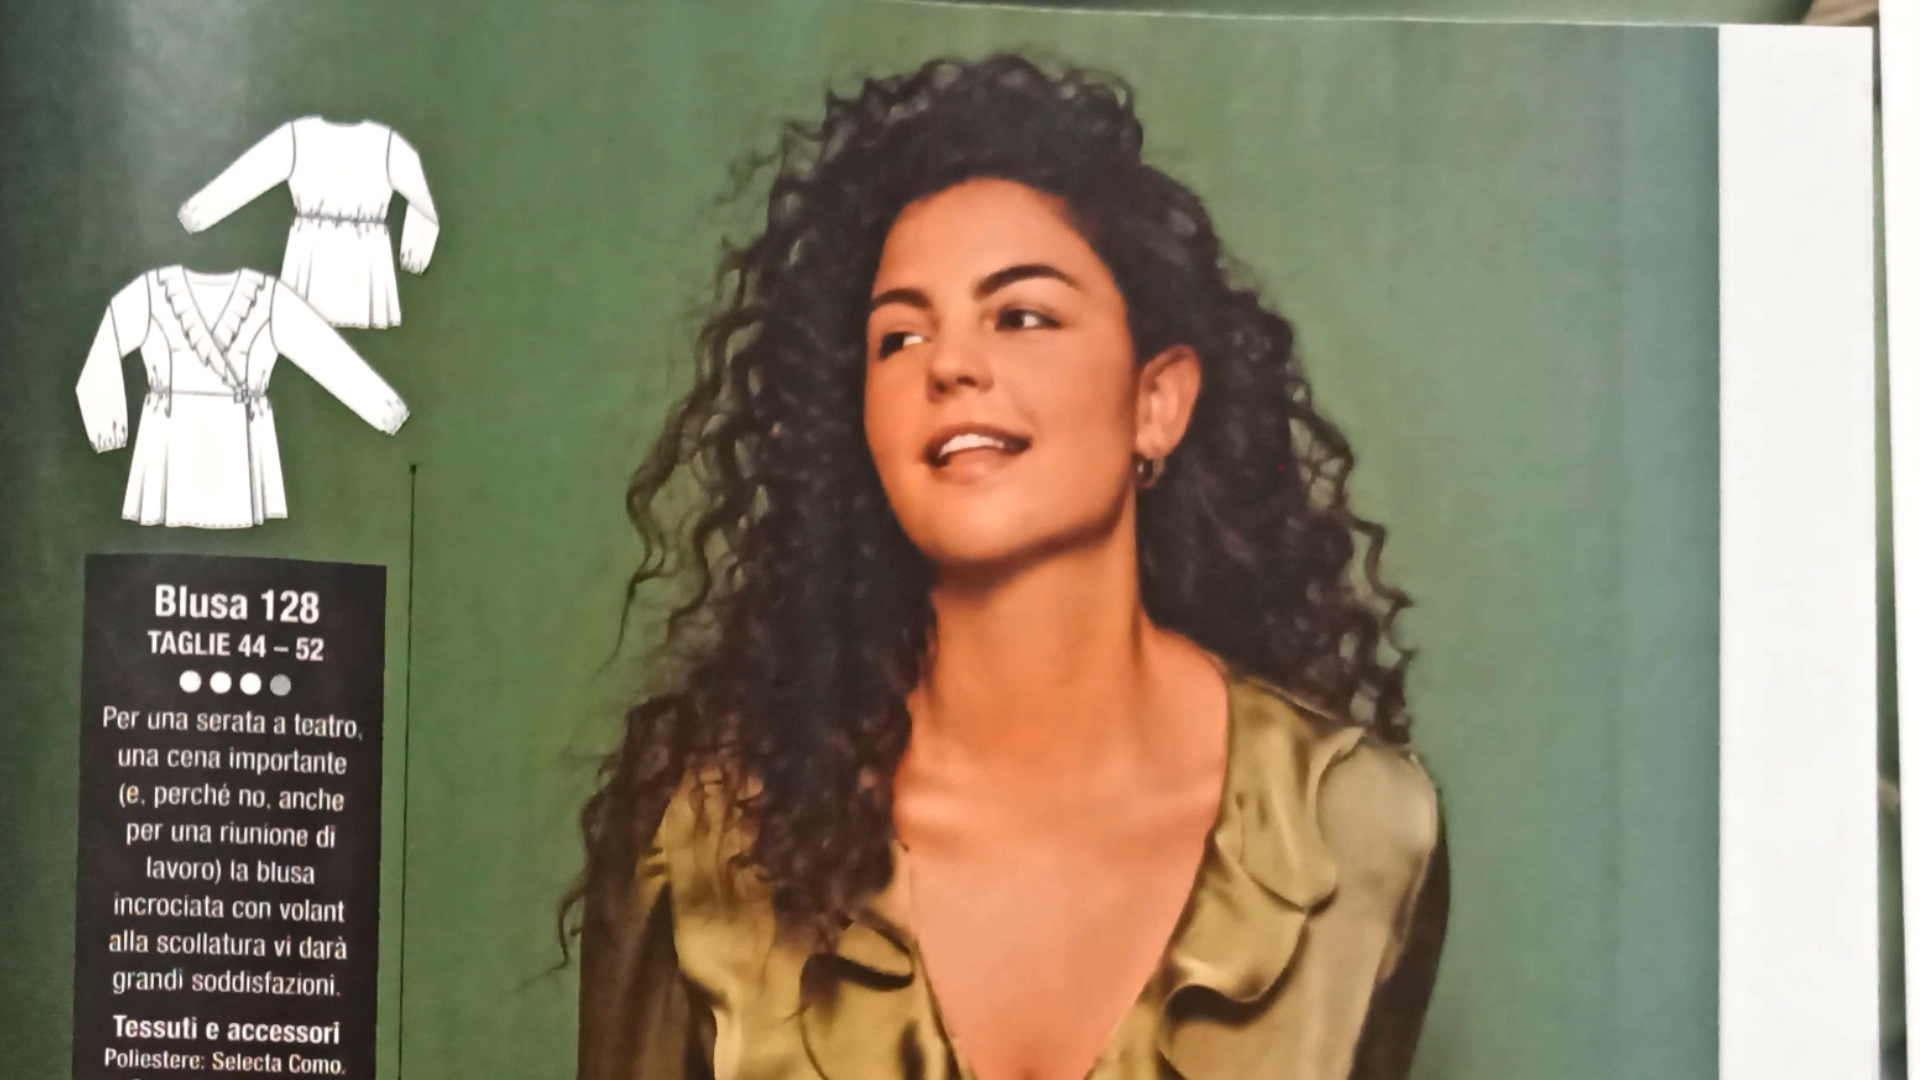 Blusa 128
TAGLIE 44 – 52
Per una serata a teatro,
una cena importante
(e, perché no, anche
per una riunione di
lavoro) la blusa
incrociata con volant
alla scollatura vi darà
grandi soddisfazioni.
Tessuti e accessori
Poliestere: Selecta Como.